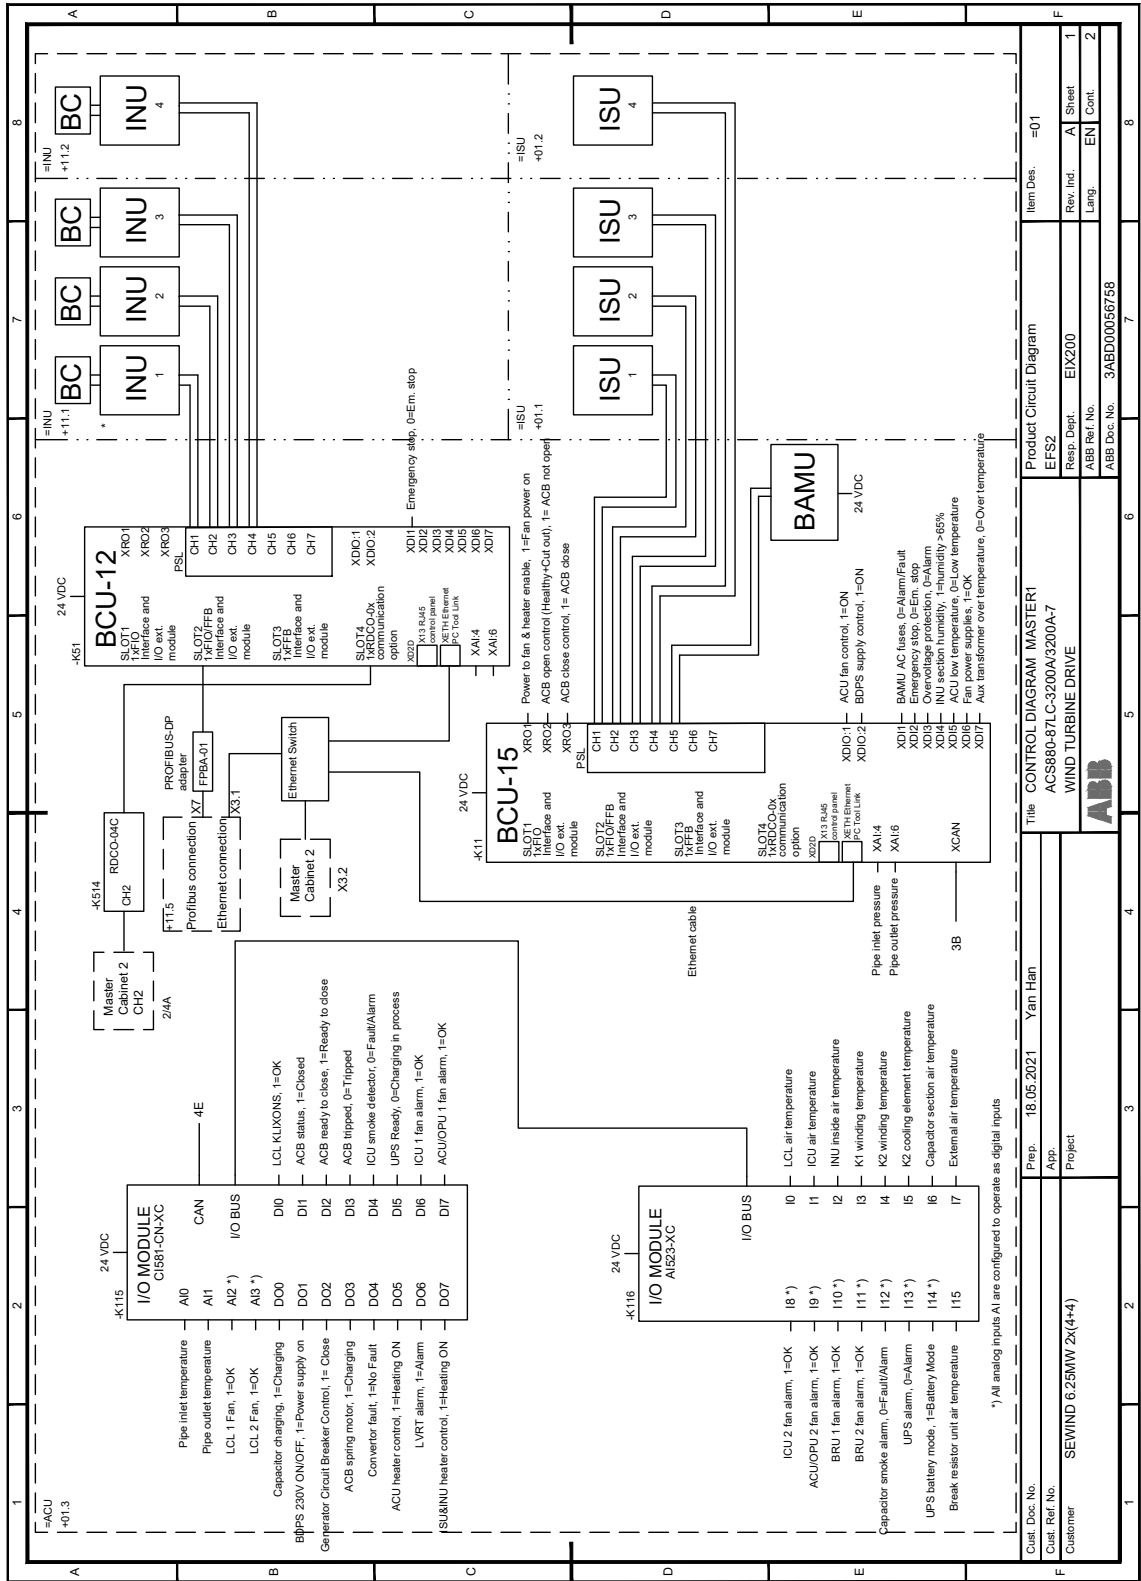 1
2
3
4
5
6
7
8
A
B
C
D
E
F
=ACU
+01.3
Pipe inlet temperature
Pipe outlet temperature
LCL 1 Fan, 1=OK
LCL 2 Fan, 1=OK
Capacitor charging, 1=Charging
BDPS 230V ON/OFF, 1=Power supply on
Generator Circuit Breaker Control, 1= Close
ACB spring motor, 1=Charging
Convertor fault, 1=No Fault
ACU heater control, 1=Heating ON
LVRT alarm, 1=Alarm
ISU&INU heater control, 1=Heating ON
24 VDC
-K115
I/O MODULE
CI581-CN-XC
AI0
AI1
AI2 *)
AI3 *)
DO0
DO1
DO2
DO3
DO4
DO5
DO6
DO7
CAN
I/O BUS
DI0
DI1
DI2
DI3
DI4
DI5
DI6
DI7
4E
LCL KLIXONS, 1=OK
ACB status, 1=Closed
ACB ready to close, 1=Ready to close
ACB tripped, 0=Tripped
ICU smoke detector, 0=Fault/Alarm
UPS Ready, 0=Charging in process
ICU 1 fan alarm, 1=OK
ACU/OPU 1 fan alarm, 1=OK
ICU 2 fan alarm, 1=OK
ACU/OPU 2 fan alarm, 1=OK
BRU 1 fan alarm, 1=OK
BRU 2 fan alarm, 1=OK
Capacitor smoke alarm, 0=Fault/Alarm
UPS alarm, 0=Alarm
UPS battery mode, 1=Battery Mode
Break resistor unit air temperature
24 VDC
-K116
I/O MODULE
AI523-XC
I8 *)
I9 *)
I10 *)
I11 *)
I12 *)
I13 *)
I14 *)
I15
I/O BUS
I0
I1
I2
I3
I4
I5
I6
I7
LCL air temperature
ICU air temperature
INU inside air temperature
K1 winding temperature
K2 winding temperature
K2 cooling element temperature
Capacitor section air temperature
External air temperature
*) All analog inputs AI are configured to operate as digital inputs
Master
Cabinet 2
CH2
2/4A
-K514
RDCO-04C
CH2
+11.5
Profibus connection
Ethernet connection
X7
X3.1
PROFIBUS-DP
adapter
FPBA-01
Master
Cabinet 2
X3.2
Ethernet Switch
Ethernet cable
24 VDC
-K51
BCU-12
SLOT1
1xFIO
Interface and
I/O ext.
module
SLOT2
1xFIO/FFB
Interface and
I/O ext.
module
SLOT3
1xFFB
Interface and
I/O ext.
module
SLOT4
1xRDCO-0x
communication
option
XD2D
X13 RJ45
control panel
XETH Ethernet
PC Tool Link
XAI:4
XAI:6
XRO1
XRO2
XRO3
PSL
CH1
CH2
CH3
CH4
CH5
CH6
CH7
XDIO:1
XDIO:2
XDI1
XDI2
XDI3
XDI4
XDI5
XDI6
XDI7
Emergency stop, 0=Em. stop
24 VDC
-K11
BCU-15
SLOT1
1xFIO
Interface and
I/O ext.
module
SLOT2
1xFIO/FFB
Interface and
I/O ext.
module
SLOT3
1xFFB
Interface and
I/O ext.
module
SLOT4
1xRDCO-0x
communication
option
XD2D
X13 RJ45
control panel
XETH Ethernet
PC Tool Link
XAI:4
XAI:6
XCAN
Pipe inlet pressure
Pipe outlet pressure
3B
XRO1
XRO2
XRO3
Power to fan & heater enable, 1=Fan power on
ACB open control (Healthy+Cut out), 1= ACB not open
ACB close control, 1= ACB close
PSL
CH1
CH2
CH3
CH4
CH5
CH6
CH7
XDIO:1
XDIO:2
ACU fan control, 1=ON
BDPS supply control, 1=ON
XDI1
XDI2
XDI3
XDI4
XDI5
XDI6
XDI7
BAMU AC fuses, 0=Alarm/Fault
Emergency stop, 0=Em. stop
Overvoltage protection, 0=Alarm
INU section humidity, 1=humidity >65%
ACU low temperature, 0=Low temperature
Fan power supplies, 1=OK
Aux transformer over temperature, 0=Over temperature
BAMU
24 VDC
=INU
+11.1
*
BC
INU
1
BC
INU
2
BC
INU
3
=INU
+11.2
BC
INU
4
=ISU
+01.1
ISU
1
ISU
2
ISU
3
=ISU
+01.2
ISU
4
Cust. Doc. No.
Cust. Ref. No.
Customer
SEWIND 6.25MW 2x(4+4)
Prep. 18.05.2021 Yan Han
App.
Project
Title CONTROL DIAGRAM MASTER1
ACS880-87LC-3200A/3200A-7
WIND TURBINE DRIVE
ABB
Product Circuit Diagram
EFS2
Resp. Dept. EIX200
ABB Ref. No.
ABB Doc. No. 3ABD00056758
Item Des. =01
Rev. Ind. A Sheet 1
Lang. EN Cont. 2
1
2
3
4
5
6
7
8
A
B
C
D
E
F